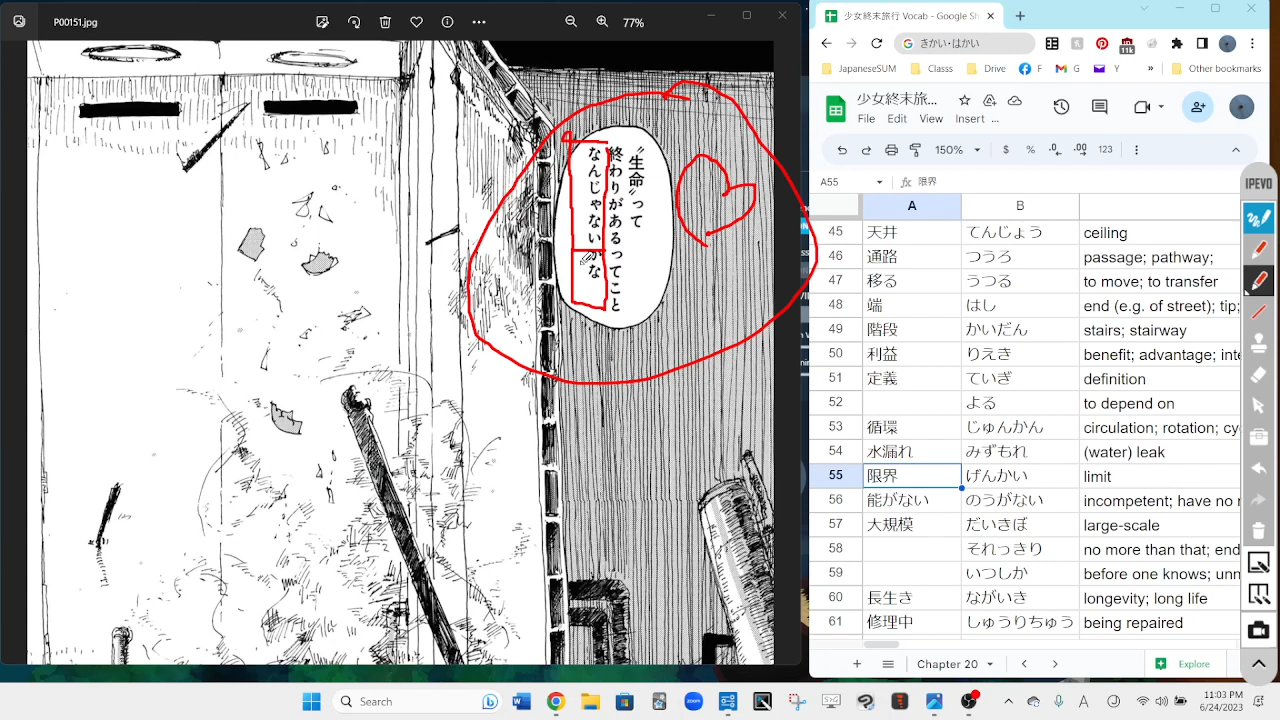 P00151.jpg
77%
〝生命〟って
終わりがあるってこと
なんじゃないかな
少女終末旅行 Vocab - Google Sh
さかい・はかい
11k
JapaneseSUM
Class
Drive
F
G
Y
»
Other bookmarks
少女終末旅...
File Edit View Insert ...
150%
$ % .0 .00 123
A55
fx 限界
A B
45 天井 てんじょう ceiling
46 通路 つうろ passage; pathway;
47 移る うつる to move; to transfer
48 端 はし end (e.g. of street); tip;
49 階段 かいだん stairs; stairway
50 利益 りえき benefit; advantage; in
51 定義 ていぎ definition
52 よる to depend on
53 循環 じゅんかん circulation; rotation; cy
54 水漏れ みずもれ (water) leak
55 限界 げんかい limit
56 能がない のうがない incompetent; have no
57 大規模 だいきぼ large-scale
58 それっきり no more than that; end
59 いつしか before one knows; unn
60 長生き ながいき longevity; long life
61 修理中 しゅうりちゅう being repaired
Chapter 20
Explore
IPEVO
Search
zoom
A
11:03 PM
6/24/2023